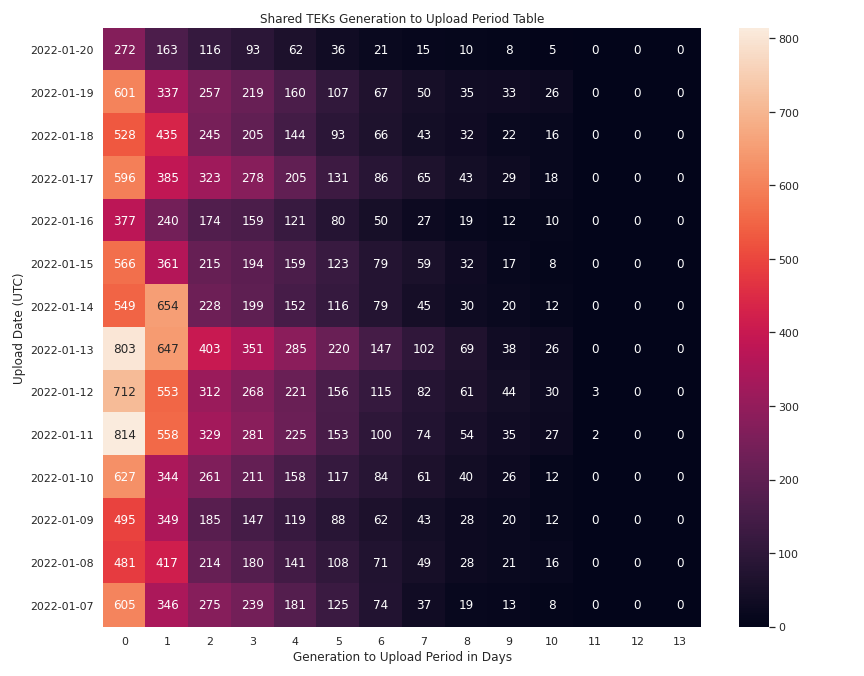 Shared TEKs Generation to Upload Period Table
Upload Date (UTC)
2022-01-20 272 163 116 93 62 36 21 15 10 8 5 0 0 0
2022-01-19 601 337 257 219 160 107 67 50 35 33 26 0 0 0
2022-01-18 528 435 245 205 144 93 66 43 32 22 16 0 0 0
2022-01-17 596 385 323 278 205 131 86 65 43 29 18 0 0 0
2022-01-16 377 240 174 159 121 80 50 27 19 12 10 0 0 0
2022-01-15 566 361 215 194 159 123 79 59 32 17 8 0 0 0
2022-01-14 549 654 228 199 152 116 79 45 30 20 12 0 0 0
2022-01-13 803 647 403 351 285 220 147 102 69 38 26 0 0 0
2022-01-12 712 553 312 268 221 156 115 82 61 44 30 3 0 0
2022-01-11 814 558 329 281 225 153 100 74 54 35 27 2 0 0
2022-01-10 627 344 261 211 158 117 84 61 40 26 12 0 0 0
2022-01-09 495 349 185 147 119 88 62 43 28 20 12 0 0 0
2022-01-08 481 417 214 180 141 108 71 49 28 21 16 0 0 0
2022-01-07 605 346 275 239 181 125 74 37 19 13 8 0 0 0
0 1 2 3 4 5 6 7 8 9 10 11 12 13
Generation to Upload Period in Days
800
700
600
500
400
300
200
100
0